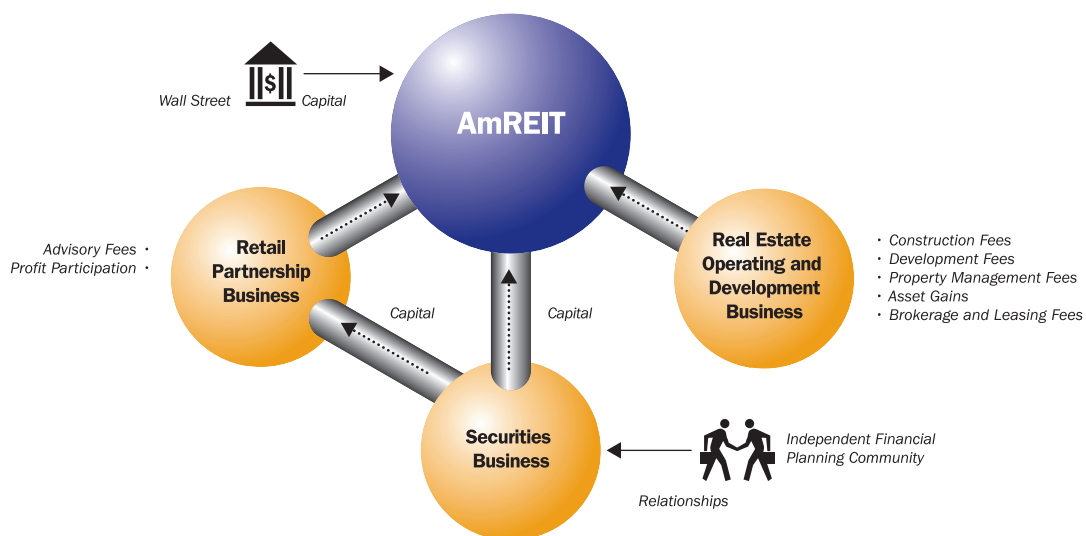 AmREIT
$
Wall Street
Capital
Advisory Fees •
Profit Participation •
Retail
Partnership
Business
Real Estate
Operating and
Development
Business
• Construction Fees
• Development Fees
• Property Management Fees
• Asset Gains
• Brokerage and Leasing Fees
Capital
Capital
Securities
Business
Independent Financial
Planning Community
Relationships